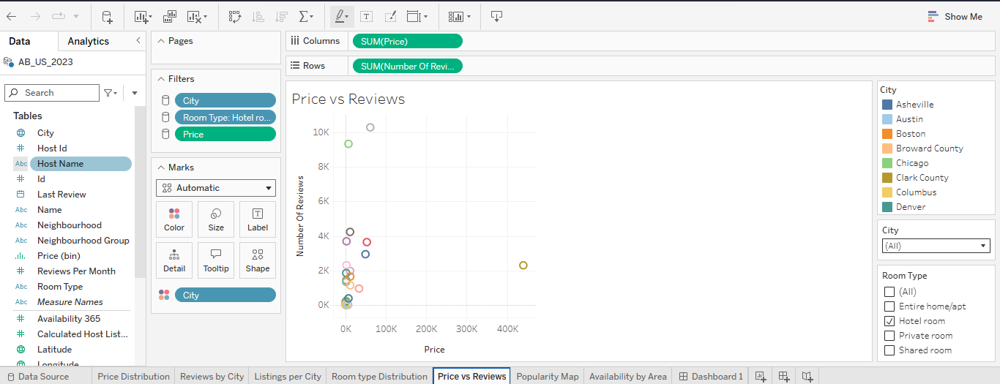 Show Me
Data
Analytics
AB_US_2023
Search
Tables
City
Host Id
Abc Host Name
Id
Last Review
Abc Name
Abc Neighbourhood
Abc Neighbourhood Group
Price (bin)
Reviews Per Month
Abc Room Type
Abc Measure Names
Availability 365
Calculated Host List...
Latitude
Longitude
Pages
Filters
City
Room Type: Hotel ro...
Price
Marks
Automatic
Color
Size
Label
Detail
Tooltip
Shape
City
Columns
SUM(Price)
Rows
SUM(Number Of Revi...
Price vs Reviews
Number Of Reviews
10K
8K
6K
4K
2K
0K
0K 100K 200K 300K 400K
Price
City
Asheville
Austin
Boston
Broward County
Chicago
Clark County
Columbus
Denver
City
(All)
Room Type
(All)
Entire home/apt
Hotel room
Private room
Shared room
Data Source
Price Distribution
Reviews by City
Listings per City
Room type Distribution
Price vs Reviews
Popularity Map
Availability by Area
Dashboard 1